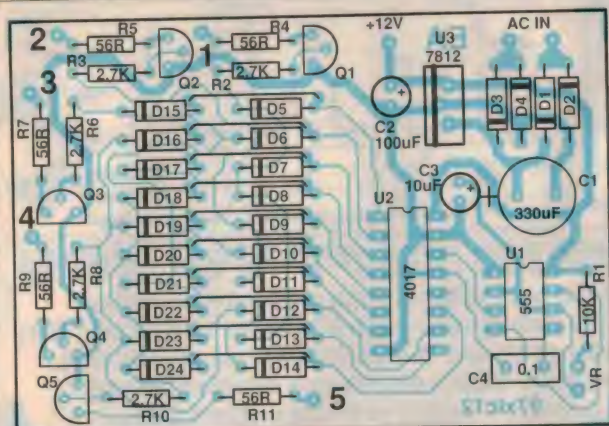 2 R5 1 R4 +12V AC IN
56R 56R U3
R3 7812
2.7K Q2 2.7K Q1
3 R2
D15 D5 D3 D4 D1 D2
R7 56R 2.7K R6 C2
100uF
D16 D6
D17 D7 C3 C1
Q3 10uF
D18 D8 U2 330uF
4
D19 D9
D20 D10 U1
R9 56R 2.7K R8 D21 D11 4017 555 R1
D22 D12 10K
Q4 D23 D13
D24 D14 C4 0.1 VR
Q5
2.7K 56R 5
R10 R11